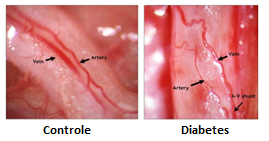 Vein
Artery
Vein
Artery
A-V shunt
Controle
Diabetes